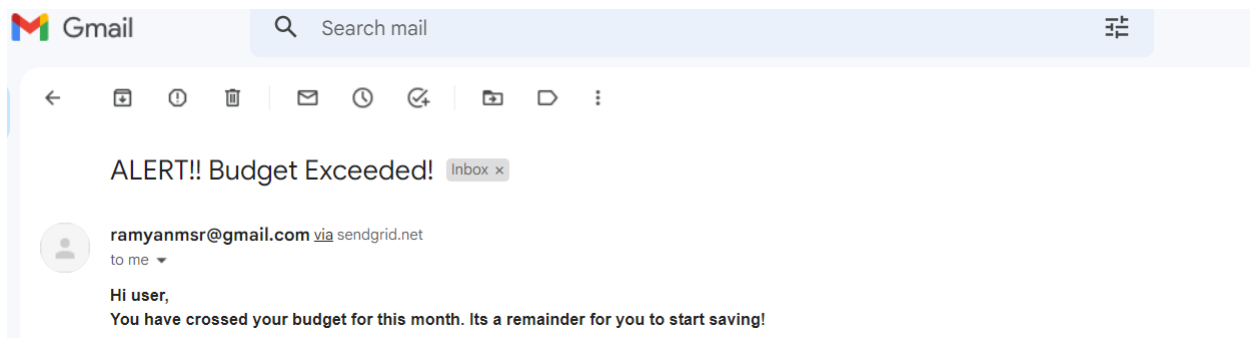 Gmail
Search mail
ALERT!! Budget Exceeded! Inbox ×
ramyanmsr@gmail.com via sendgrid.net
to me
Hi user,
You have crossed your budget for this month. Its a remainder for you to start saving!